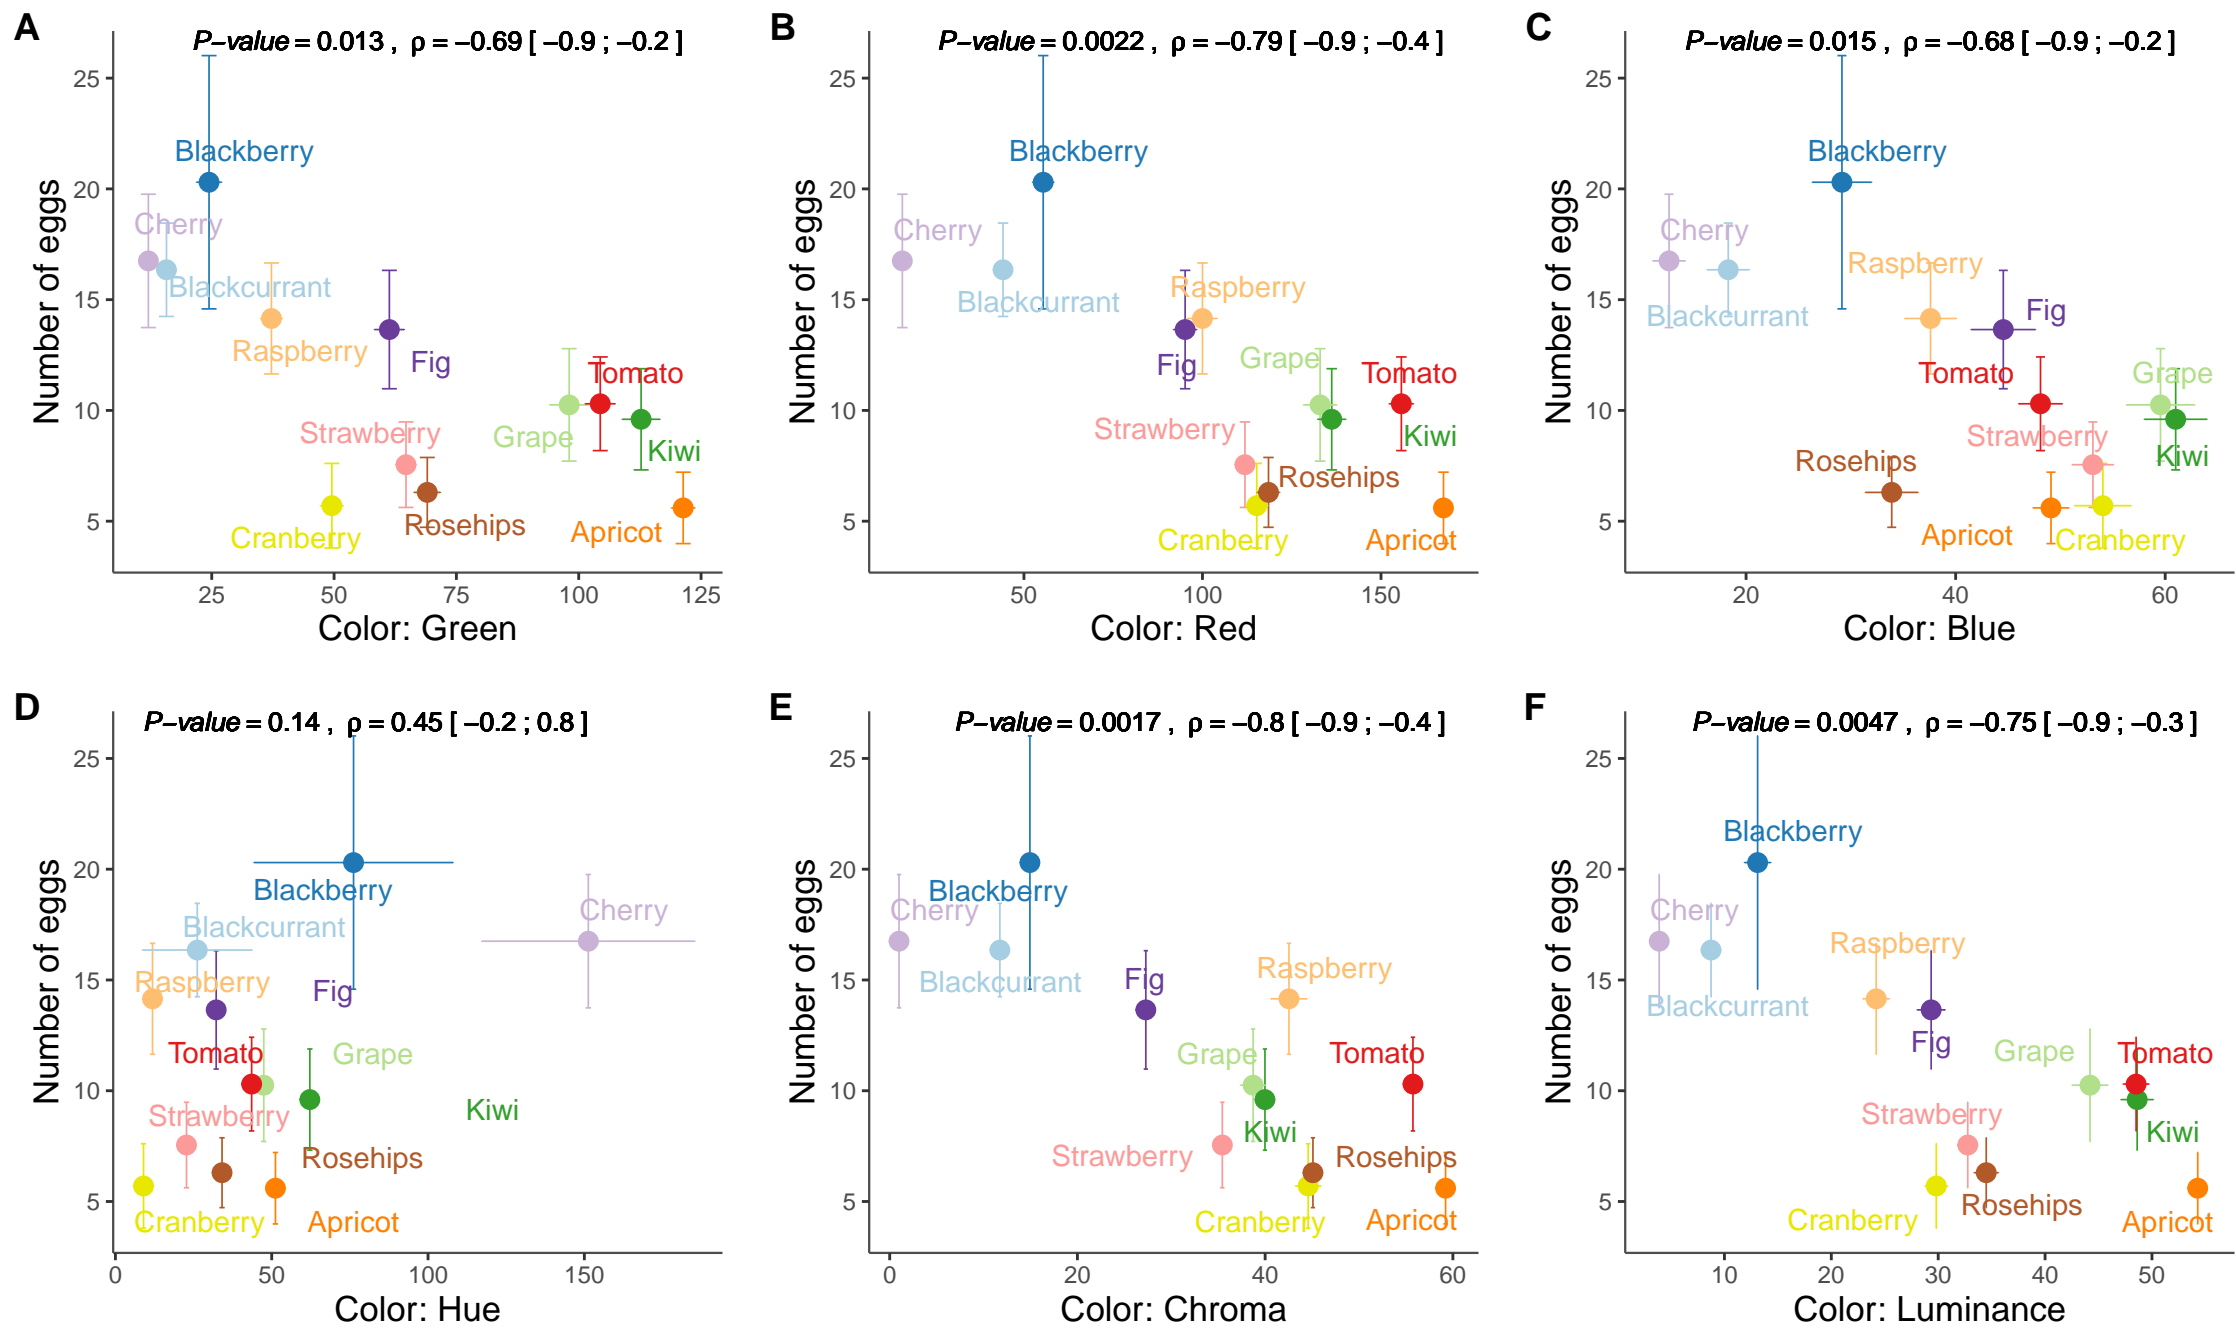 A
P–value = 0.013 , ρ = –0.69 [ –0.9 ; –0.2 ]
Number of eggs
25
20
15
10
5
Blackberry
Cherry
Blackcurrant
Raspberry
Fig
Tomato
Strawberry
Grape
Kiwi
Rosehips
Cranberry
Apricot
25 50 75 100 125
Color: Green
B
P–value = 0.0022 , ρ = –0.79 [ –0.9 ; –0.4 ]
Number of eggs
25
20
15
10
5
Blackberry
Cherry
Raspberry
Blackcurrant
Grape
Fig
Tomato
Strawberry
Kiwi
Rosehips
Cranberry
Apricot
50 100 150
Color: Red
C
P–value = 0.015 , ρ = –0.68 [ –0.9 ; –0.2 ]
Number of eggs
25
20
15
10
5
Blackberry
Cherry
Raspberry
Fig
Blackcurrant
Tomato
Grape
Strawberry
Kiwi
Rosehips
Apricot
Cranberry
20 40 60
Color: Blue
D
P–value = 0.14 , ρ = 0.45 [ –0.2 ; 0.8 ]
Number of eggs
25
20
15
10
5
Blackberry
Cherry
Blackcurrant
Raspberry
Fig
Tomato
Grape
Strawberry
Kiwi
Rosehips
Cranberry
Apricot
0 50 100 150
Color: Hue
E
P–value = 0.0017 , ρ = –0.8 [ –0.9 ; –0.4 ]
Number of eggs
25
20
15
10
5
Blackberry
Cherry
Blackcurrant
Fig
Raspberry
Grape
Tomato
Kiwi
Strawberry
Rosehips
Cranberry
Apricot
0 20 40 60
Color: Chroma
F
P–value = 0.0047 , ρ = –0.75 [ –0.9 ; –0.3 ]
Number of eggs
25
20
15
10
5
Blackberry
Cherry
Raspberry
Blackcurrant
Fig
Grape
Tomato
Strawberry
Kiwi
Rosehips
Cranberry
Apricot
10 20 30 40 50
Color: Luminance